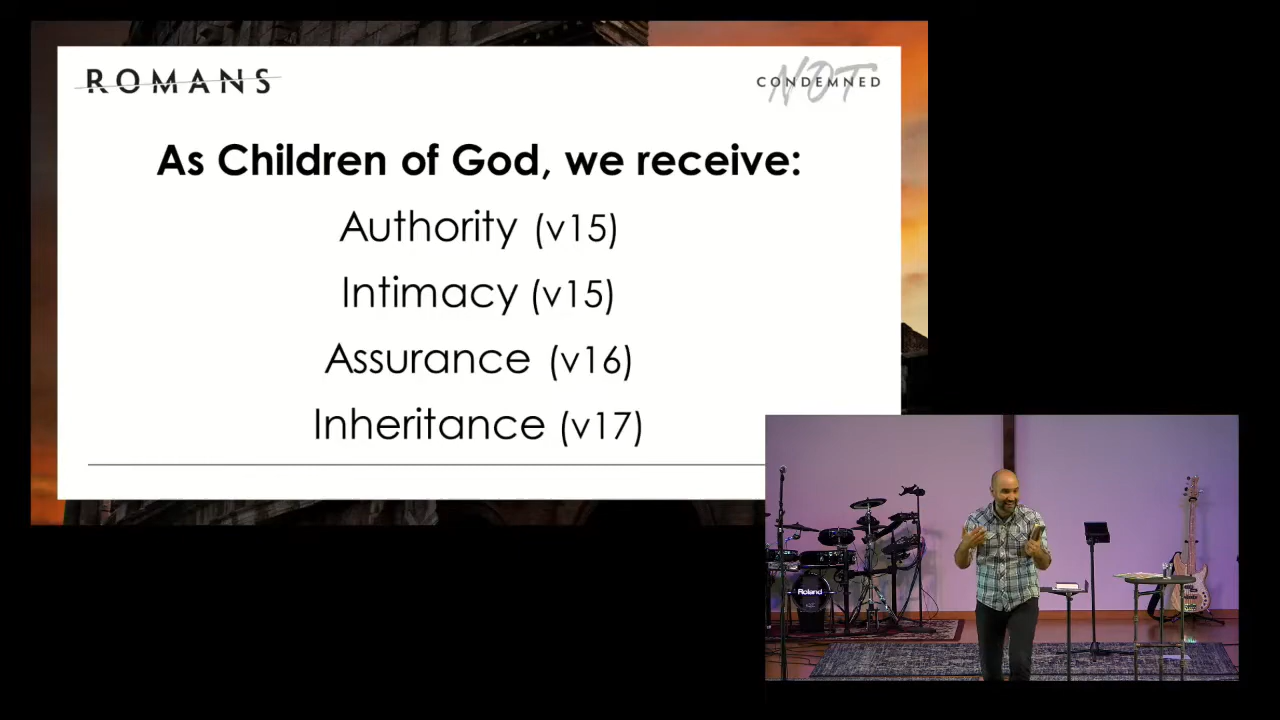 ROMANS
NOT
CONDEMNED
As Children of God, we receive:
Authority (v15)
Intimacy (v15)
Assurance (v16)
Inheritance (v17)
Roland